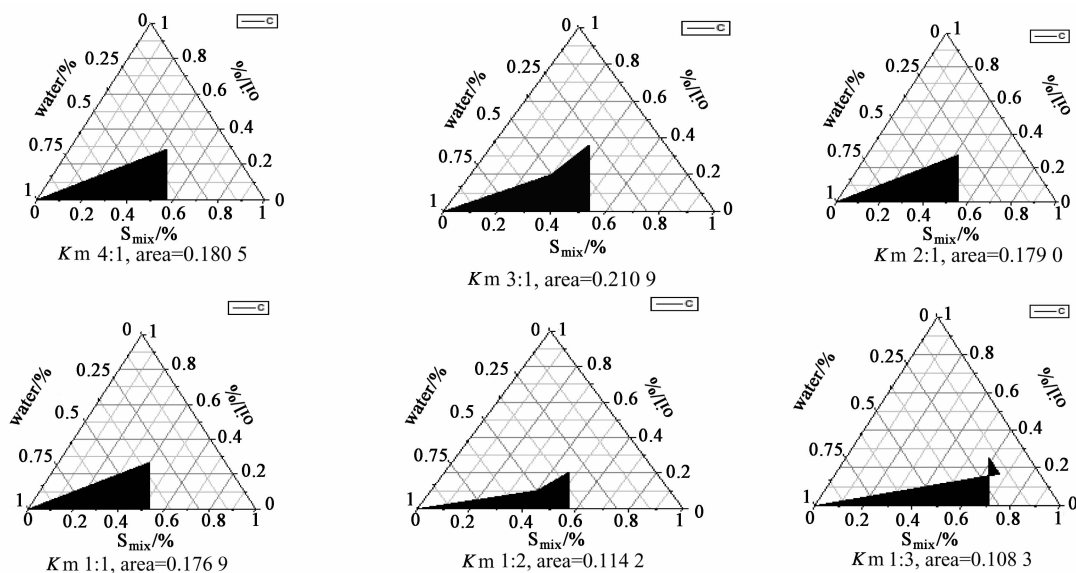 C
0 1
0.25 0.8
water/% oil/%
0.5 0.6
0.75 0.4
0.2
1 0
0 0.2 0.4 0.6 0.8 1
Smix/%
Km 4:1, area=0.180 5
C
0 1
0.25 0.8
water/% oil/%
0.5 0.6
0.75 0.4
0.2
1 0
0 0.2 0.4 0.6 0.8 1
Smix/%
Km 3:1, area=0.210 9
C
0 1
0.25 0.8
water/% oil/%
0.5 0.6
0.75 0.4
0.2
1 0
0 0.2 0.4 0.6 0.8 1
Smix/%
Km 2:1, area=0.179 0
C
0 1
0.25 0.8
water/% oil/%
0.5 0.6
0.75 0.4
0.2
1 0
0 0.2 0.4 0.6 0.8 1
Smix/%
Km 1:1, area=0.176 9
C
0 1
0.25 0.8
water/% oil/%
0.5 0.6
0.75 0.4
0.2
1 0
0 0.2 0.4 0.6 0.8 1
Smix/%
Km 1:2, area=0.114 2
C
0 1
0.25 0.8
water/% oil/%
0.5 0.6
0.75 0.4
0.2
1 0
0 0.2 0.4 0.6 0.8 1
Smix/%
Km 1:3, area=0.108 3